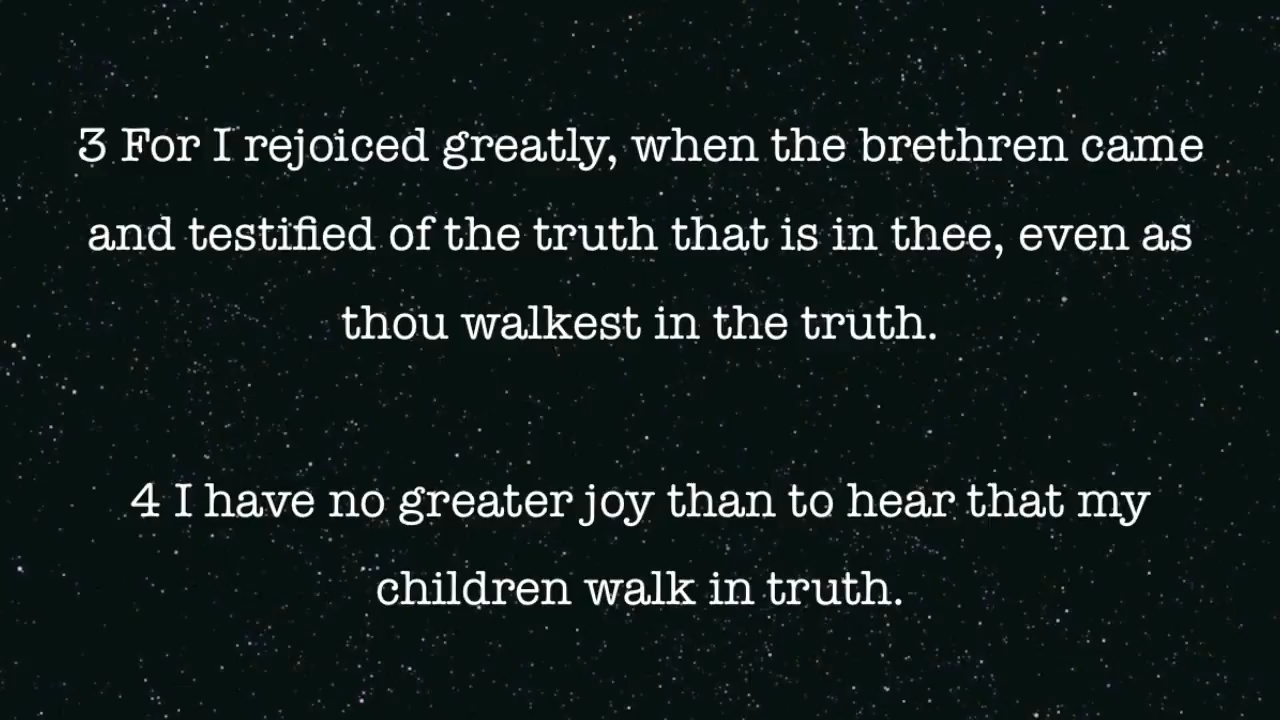 3 For I rejoiced greatly, when the brethren came
and testified of the truth that is in thee, even as
thou walkest in the truth.
4 I have no greater joy than to hear that my
children walk in truth.